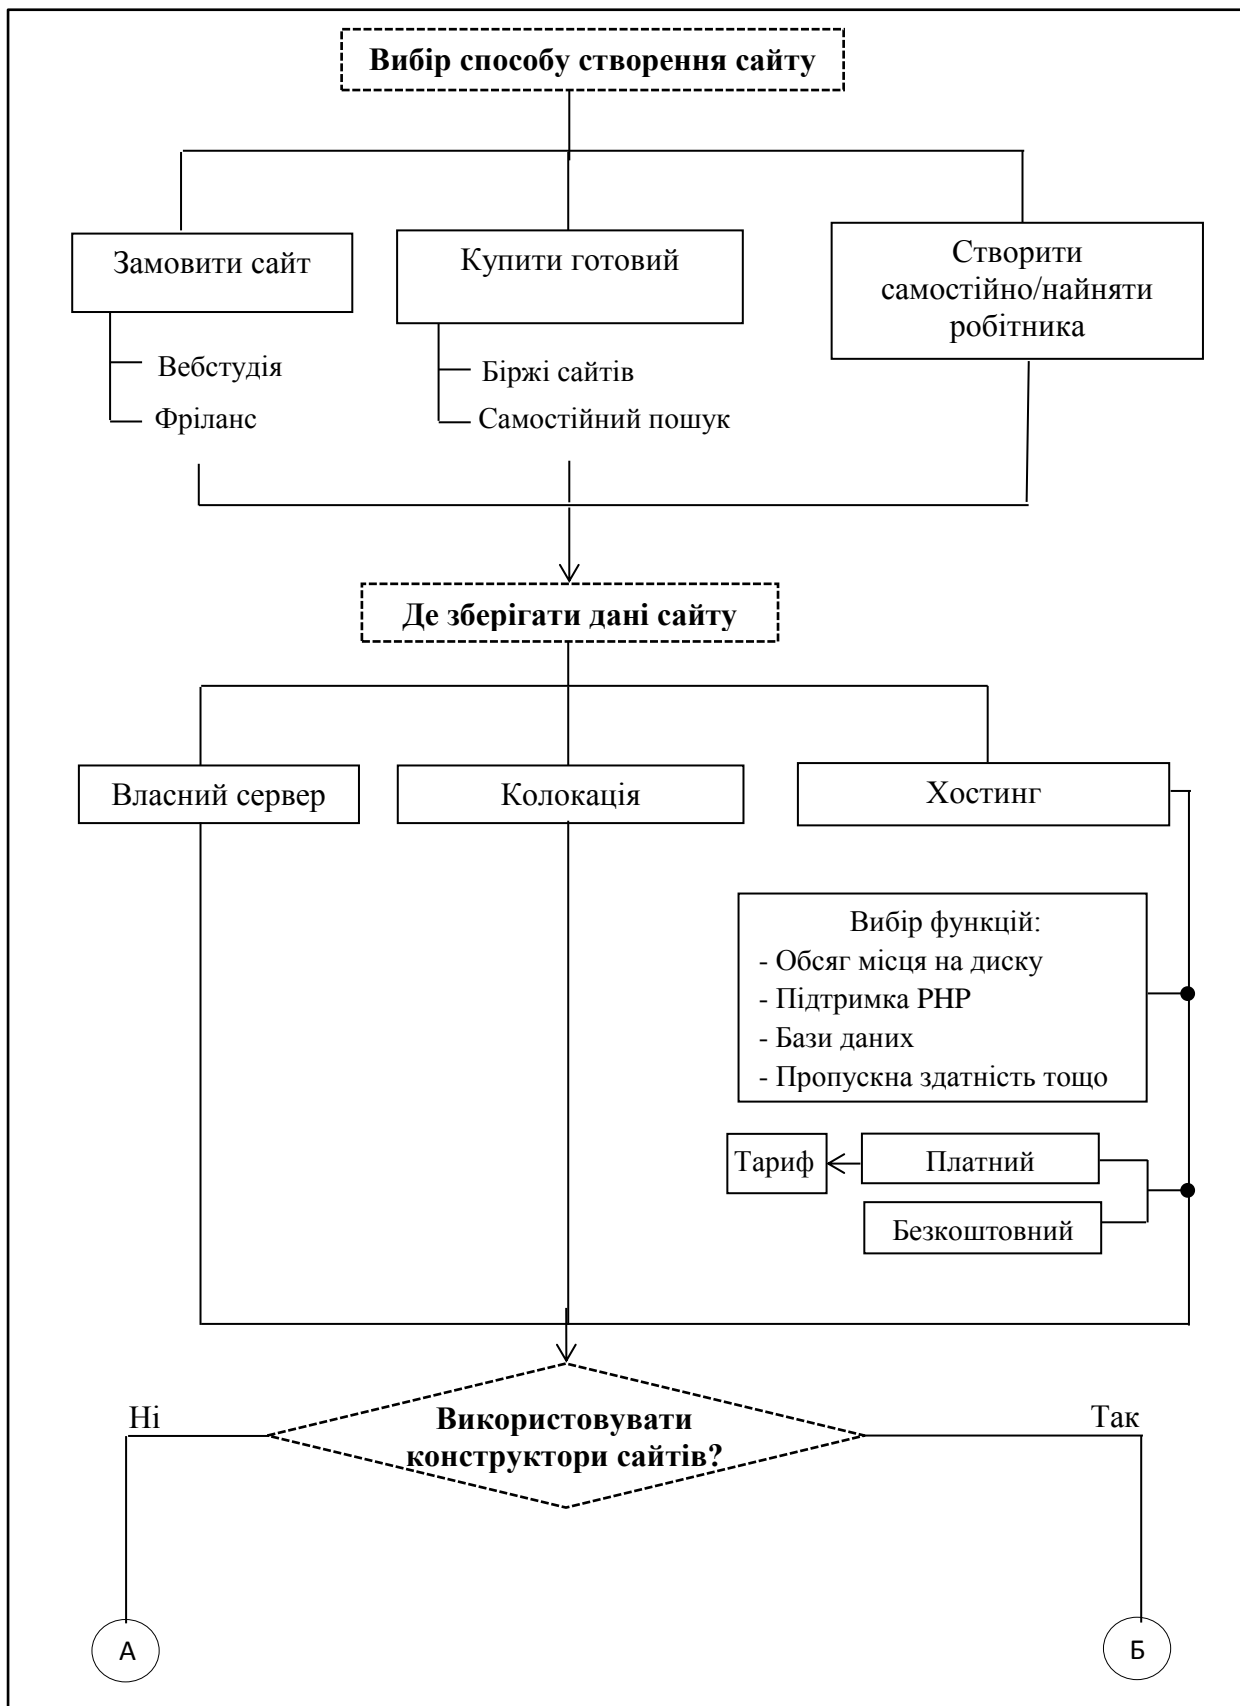 Вибір способу створення сайту
Замовити сайт
Купити готовий
Створити
самостійно/найняти
робітника
Вебстудія
Фріланс
Біржі сайтів
Самостійний пошук
Де зберігати дані сайту
Власний сервер
Колокація
Хостинг
Вибір функцій:
- Обсяг місця на диску
- Підтримка PHP
- Бази даних
- Пропускна здатність тощо
Тариф
Платний
Безкоштовний
Ні
Використовувати
конструктори сайтів?
Так
А
Б